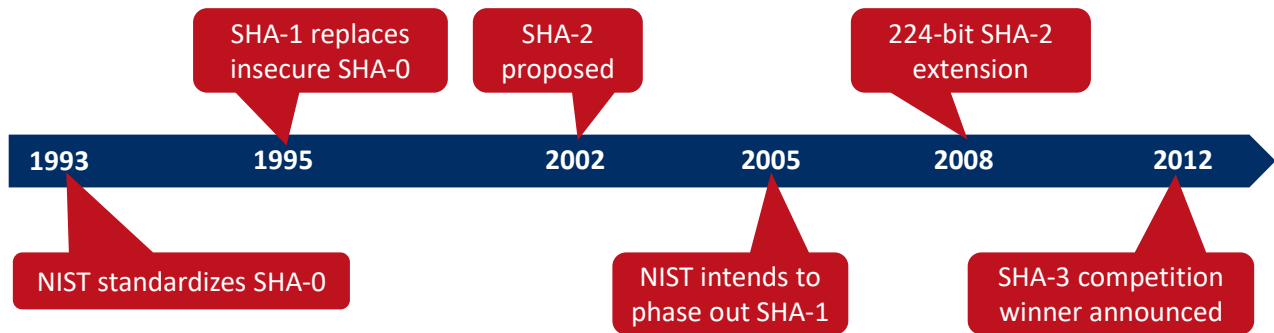 SHA-1 replaces
insecure SHA-0
SHA-2
proposed
224-bit SHA-2
extension
1993
1995
2002
2005
2008
2012
NIST standardizes SHA-0
NIST intends to
phase out SHA-1
SHA-3 competition
winner announced